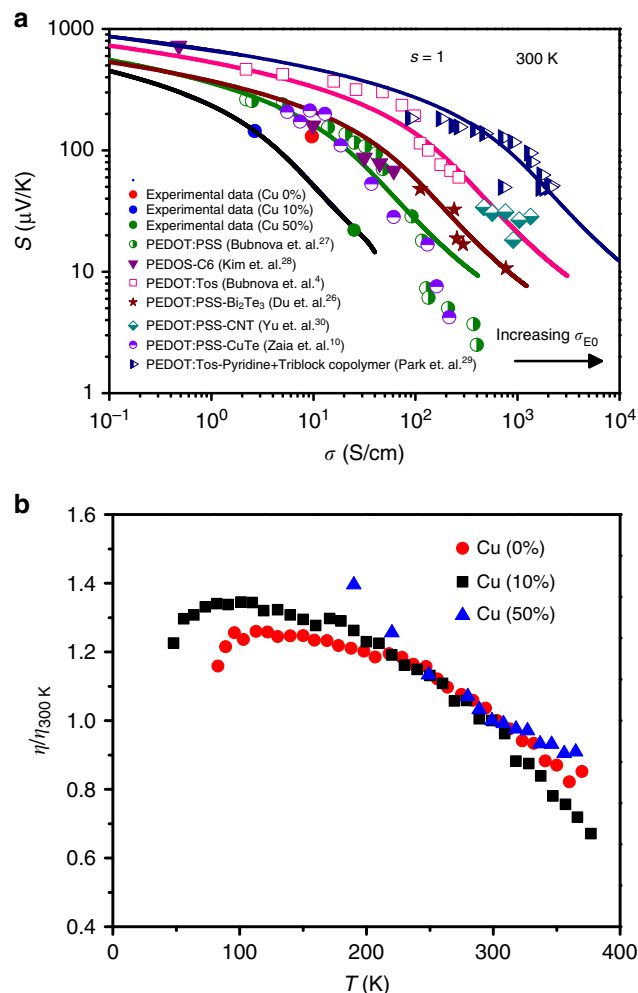 a
1000
100
10
1
S (μV/K)
s = 1
300 K
Experimental data (Cu 0%)
Experimental data (Cu 10%)
Experimental data (Cu 50%)
PEDOT:PSS (Bubnova et. al.27)
PEDOS-C6 (Kim et. al.28)
PEDOT:Tos (Bubnova et. al.4)
PEDOT:PSS-Bi2Te3 (Du et. al.26)
PEDOT:PSS-CNT (Yu et. al.30)
PEDOT:PSS-CuTe (Zaia et. al.10)
PEDOT:Tos-Pyridine+Triblock copolymer (Park et. al.29)
Increasing σE0
10−1 100 101 102 103 104
σ (S/cm)
b
1.6
1.4
1.2
1.0
0.8
0.6
0.4
η/η300 K
Cu (0%)
Cu (10%)
Cu (50%)
0 100 200 300 400
T (K)